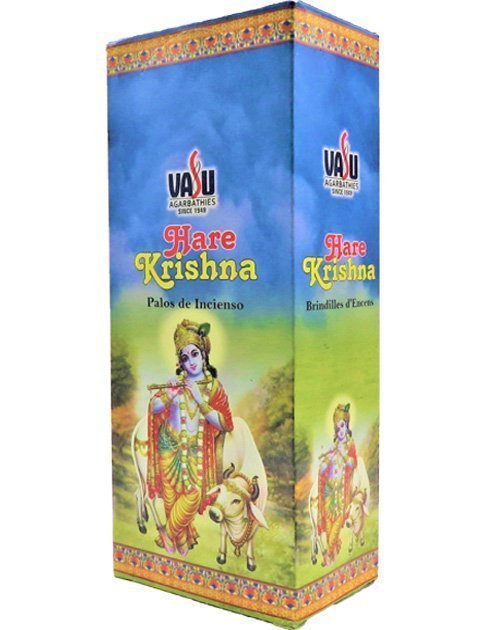 VASU
AGARBATHIES
SINCE 1949
Hare
Krishna
Palos de Incienso
VASU
AGARBATHIES
SINCE 1949
Hare
Krishna
Brindilles d'Encens